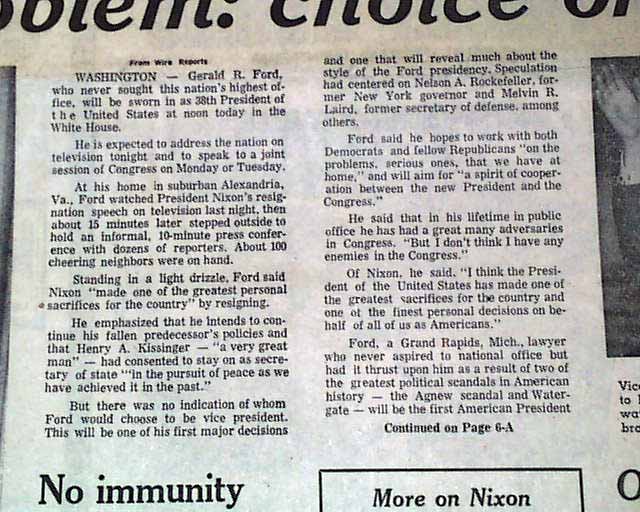 oblem: choice o
From Wire Reports
WASHINGTON — Gerald R. Ford,
who never sought this nation's highest of-
fice, will be sworn in as 38th President of
the United States at noon today in the
White House.
He is expected to address the nation on
television tonight and to speak to a joint
session of Congress on Monday or Tuesday.
At his home in suburban Alexandria,
Va., Ford watched President Nixon's resig-
nation speech on television last night, then
about 15 minutes later stepped outside to
hold an informal, 10-minute press confer-
ence with dozens of reporters. About 100
cheering neighbors were on hand.
Standing in a light drizzle, Ford said
Nixon "made one of the greatest personal
sacrifices for the country" by resigning.
He emphasized that he intends to con-
tinue his fallen predecessor's policies and
that Henry A. Kissinger — "a very great
man" — had consented to stay on as secre-
tary of state "'in the pursuit of peace as we
have achieved it in the past."
But there was no indication of whom
Ford would choose to be vice president.
This will be one of his first major decisions
and one that will reveal much about the
style of the Ford presidency. Speculation
had centered on Nelson A. Rockefeller, for-
mer New York governor and Melvin R.
Laird, former secretary of defense, among
others.
Ford said he hopes to work with both
Democrats and fellow Republicans "on the
problems, serious ones, that we have at
home," and will aim for "a spirit of cooper-
ation between the new President and the
Congress."
He said that in his lifetime in public
office he has had a great many adversaries
in Congress. "But I don't think I have any
enemies in the Congress."
Of Nixon, he said, "I think the Presi-
dent of the United States has made one of
the greatest sacrifices for the country and
one of the finest personal decisions on be-
half of all of us as Americans."
Ford, a Grand Rapids, Mich., lawyer
who never aspired to national office but
had it thrust upon him as a result of two of
the greatest political scandals in American
history — the Agnew scandal and Water-
gate — will be the first American President
Continued on Page 6-A
Vice
to
wa
bro
No immunity
More on Nixon
O